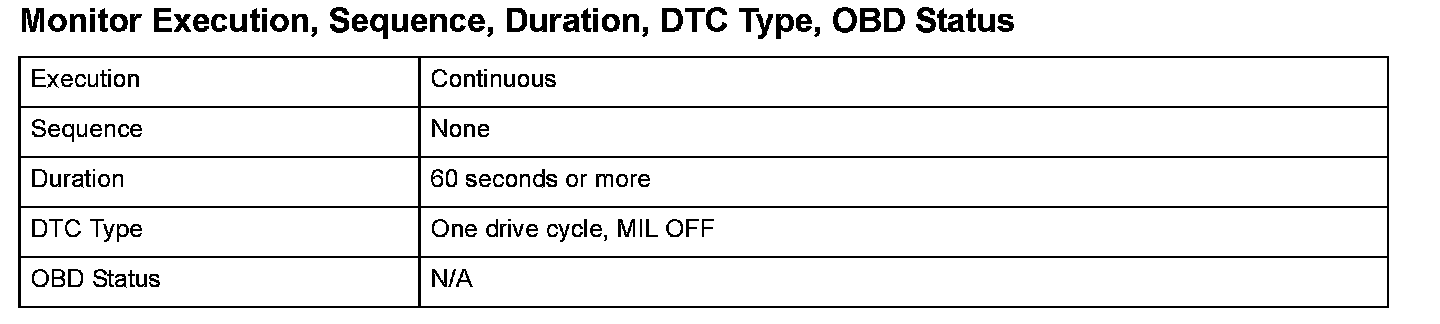 Monitor Execution, Sequence, Duration, DTC Type, OBD Status
Execution Continuous
Sequence None
Duration 60 seconds or more
DTC Type One drive cycle, MIL OFF
OBD Status N/A